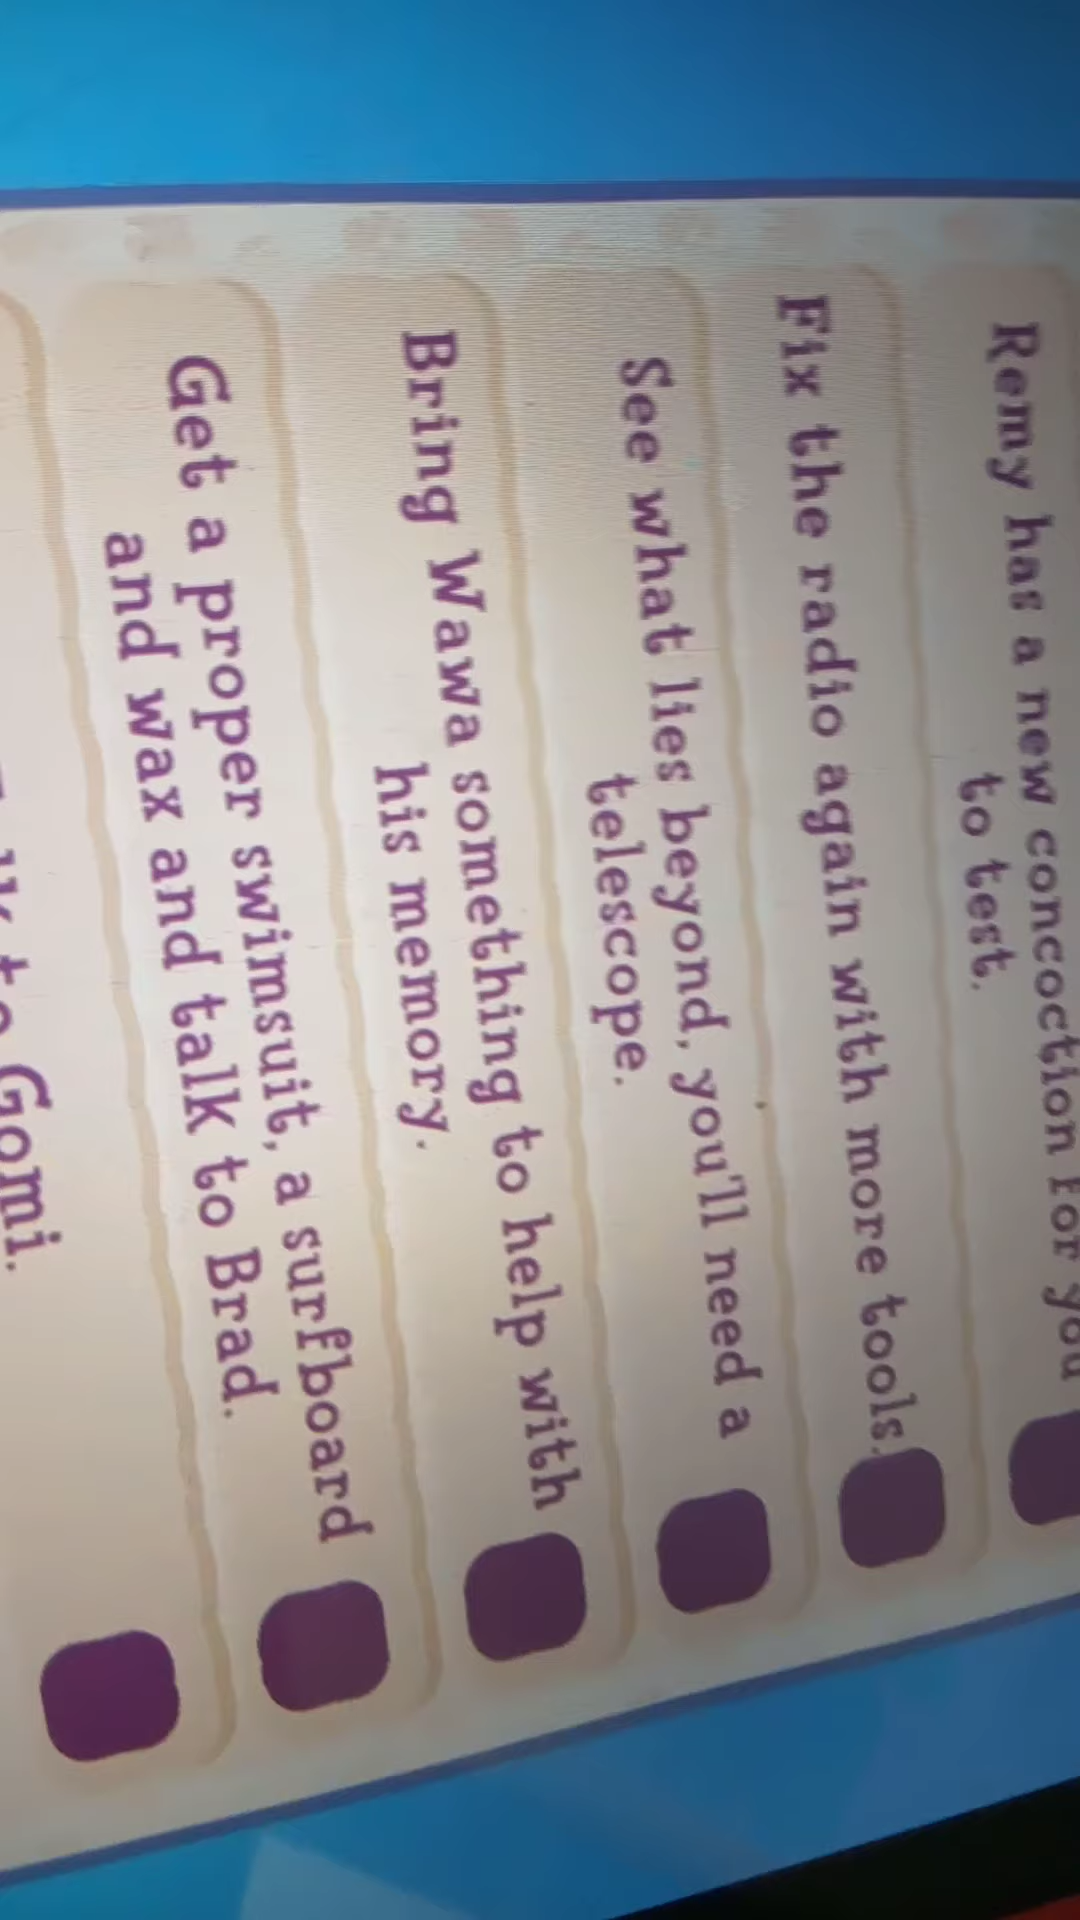 Remy has a new concoction for you
to test.
Fix the radio again with more tools.
See what lies beyond, you'll need a
telescope.
Bring Wawa something to help with
his memory.
Get a proper swimsuit, a surfboard
and wax and talk to Brad.
to Gomi.